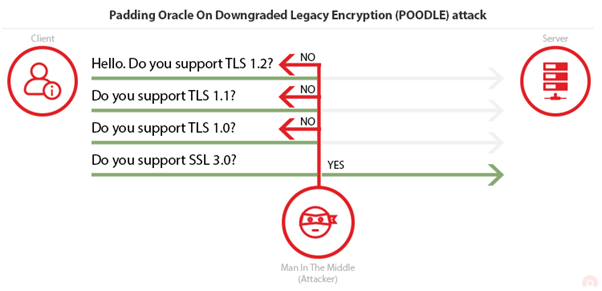 Padding Oracle On Downgraded Legacy Encryption (POODLE) attack
Client
Server
Hello. Do you support TLS 1.2?
NO
Do you support TLS 1.1?
NO
Do you support TLS 1.0?
NO
Do you support SSL 3.0?
YES
Man In The Middle
(Attacker)